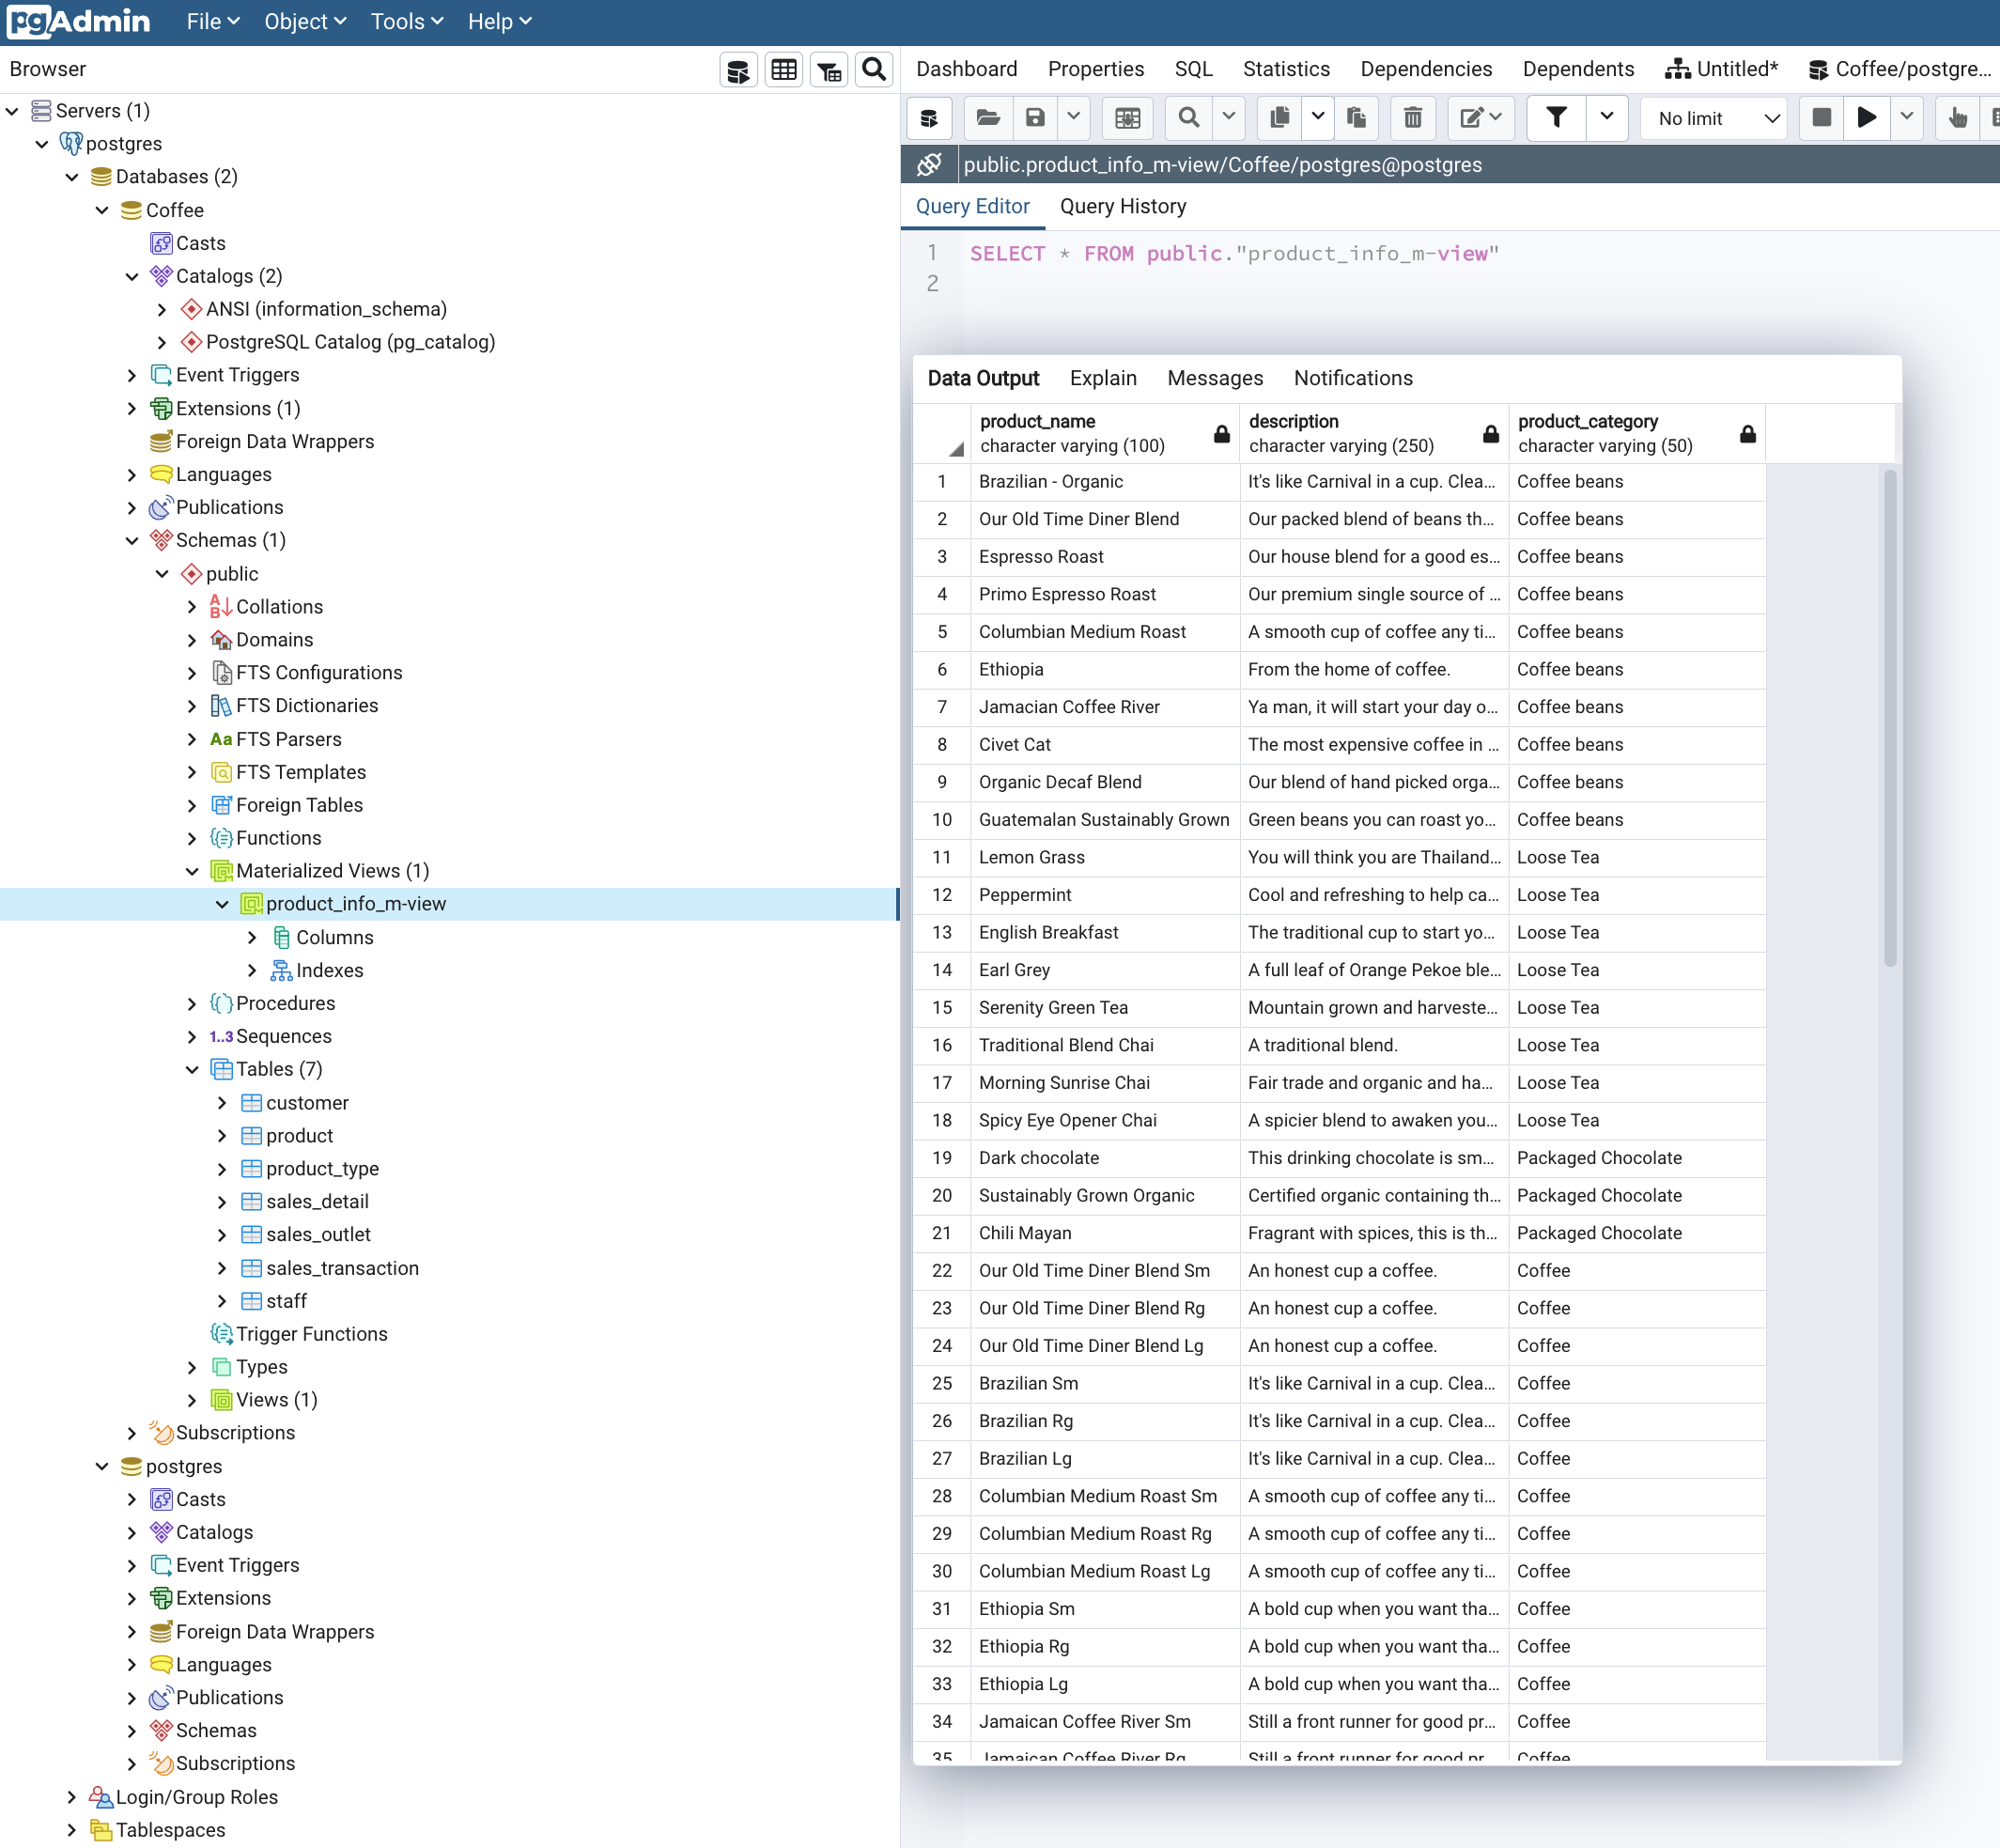 pgAdmin File Object Tools Help
Browser
Servers (1)
postgres
Databases (2)
Coffee
Casts
Catalogs (2)
ANSI (information_schema)
PostgreSQL Catalog (pg_catalog)
Event Triggers
Extensions (1)
Foreign Data Wrappers
Languages
Publications
Schemas (1)
public
Collations
Domains
FTS Configurations
FTS Dictionaries
Aa FTS Parsers
FTS Templates
Foreign Tables
Functions
Materialized Views (1)
product_info_m-view
Columns
Indexes
Procedures
1..3 Sequences
Tables (7)
customer
product
product_type
sales_detail
sales_outlet
sales_transaction
staff
Trigger Functions
Types
Views (1)
Subscriptions
postgres
Casts
Catalogs
Event Triggers
Extensions
Foreign Data Wrappers
Languages
Publications
Schemas
Subscriptions
Login/Group Roles
Tablespaces
Dashboard Properties SQL Statistics Dependencies Dependents Untitled* Coffee/postgre...
No limit
public.product_info_m-view/Coffee/postgres@postgres
Query Editor Query History
1 SELECT * FROM public."product_info_m-view"
2
Data Output Explain Messages Notifications
product_name description product_category
character varying (100) character varying (250) character varying (50)
1 Brazilian - Organic It's like Carnival in a cup. Clea... Coffee beans
2 Our Old Time Diner Blend Our packed blend of beans th... Coffee beans
3 Espresso Roast Our house blend for a good es... Coffee beans
4 Primo Espresso Roast Our premium single source of ... Coffee beans
5 Columbian Medium Roast A smooth cup of coffee any ti... Coffee beans
6 Ethiopia From the home of coffee. Coffee beans
7 Jamacian Coffee River Ya man, it will start your day o... Coffee beans
8 Civet Cat The most expensive coffee in ... Coffee beans
9 Organic Decaf Blend Our blend of hand picked orga... Coffee beans
10 Guatemalan Sustainably Grown Green beans you can roast yo... Coffee beans
11 Lemon Grass You will think you are Thailand... Loose Tea
12 Peppermint Cool and refreshing to help ca... Loose Tea
13 English Breakfast The traditional cup to start yo... Loose Tea
14 Earl Grey A full leaf of Orange Pekoe ble... Loose Tea
15 Serenity Green Tea Mountain grown and harveste... Loose Tea
16 Traditional Blend Chai A traditional blend. Loose Tea
17 Morning Sunrise Chai Fair trade and organic and ha... Loose Tea
18 Spicy Eye Opener Chai A spicier blend to awaken you... Loose Tea
19 Dark chocolate This drinking chocolate is sm... Packaged Chocolate
20 Sustainably Grown Organic Certified organic containing th... Packaged Chocolate
21 Chili Mayan Fragrant with spices, this is th... Packaged Chocolate
22 Our Old Time Diner Blend Sm An honest cup a coffee. Coffee
23 Our Old Time Diner Blend Rg An honest cup a coffee. Coffee
24 Our Old Time Diner Blend Lg An honest cup a coffee. Coffee
25 Brazilian Sm It's like Carnival in a cup. Clea... Coffee
26 Brazilian Rg It's like Carnival in a cup. Clea... Coffee
27 Brazilian Lg It's like Carnival in a cup. Clea... Coffee
28 Columbian Medium Roast Sm A smooth cup of coffee any ti... Coffee
29 Columbian Medium Roast Rg A smooth cup of coffee any ti... Coffee
30 Columbian Medium Roast Lg A smooth cup of coffee any ti... Coffee
31 Ethiopia Sm A bold cup when you want tha... Coffee
32 Ethiopia Rg A bold cup when you want tha... Coffee
33 Ethiopia Lg A bold cup when you want tha... Coffee
34 Jamaican Coffee River Sm Still a front runner for good pr... Coffee
35 Jamaican Coffee River Rg Still a front runner for good pr... Coffee